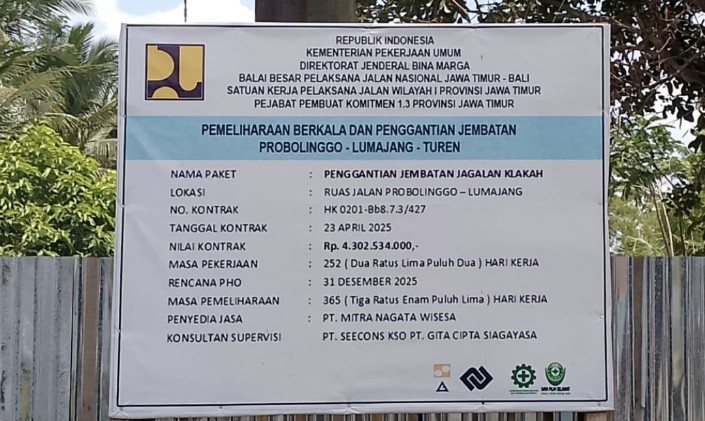 REPUBLIK INDONESIA
KEMENTERIAN PEKERJAAN UMUM
DIREKTORAT JENDERAL BINA MARGA
BALAI BESAR PELAKSANA JALAN NASIONAL JAWA TIMUR - BALI
SATUAN KERJA PELAKSANA JALAN WILAYAH I PROVINSI JAWA TIMUR
PEJABAT PEMBUAT KOMITMEN 1.3 PROVINSI JAWA TIMUR
PEMELIHARAAN BERKALA DAN PENGGANTIAN JEMBATAN
PROBOLINGGO - LUMAJANG - TUREN
NAMA PAKET : PENGGANTIAN JEMBATAN JAGALAN KLAKAH
LOKASI : RUAS JALAN PROBOLINGGO – LUMAJANG
NO. KONTRAK : HK 0201-Bb8.7.3/427
TANGGAL KONTRAK : 23 APRIL 2025
NILAI KONTRAK : Rp. 4.302.534.000,-
MASA PEKERJAAN : 252 ( Dua Ratus Lima Puluh Dua ) HARI KERJA
RENCANA PHO : 31 DESEMBER 2025
MASA PEMELIHARAAN : 365 ( Tiga Ratus Enam Puluh Lima ) HARI KERJA
PENYEDIA JASA : PT. MITRA NAGATA WISESA
KONSULTAN SUPERVISI PT. SEECONS KSO PT. GITA CIPTA SIAGAYASA